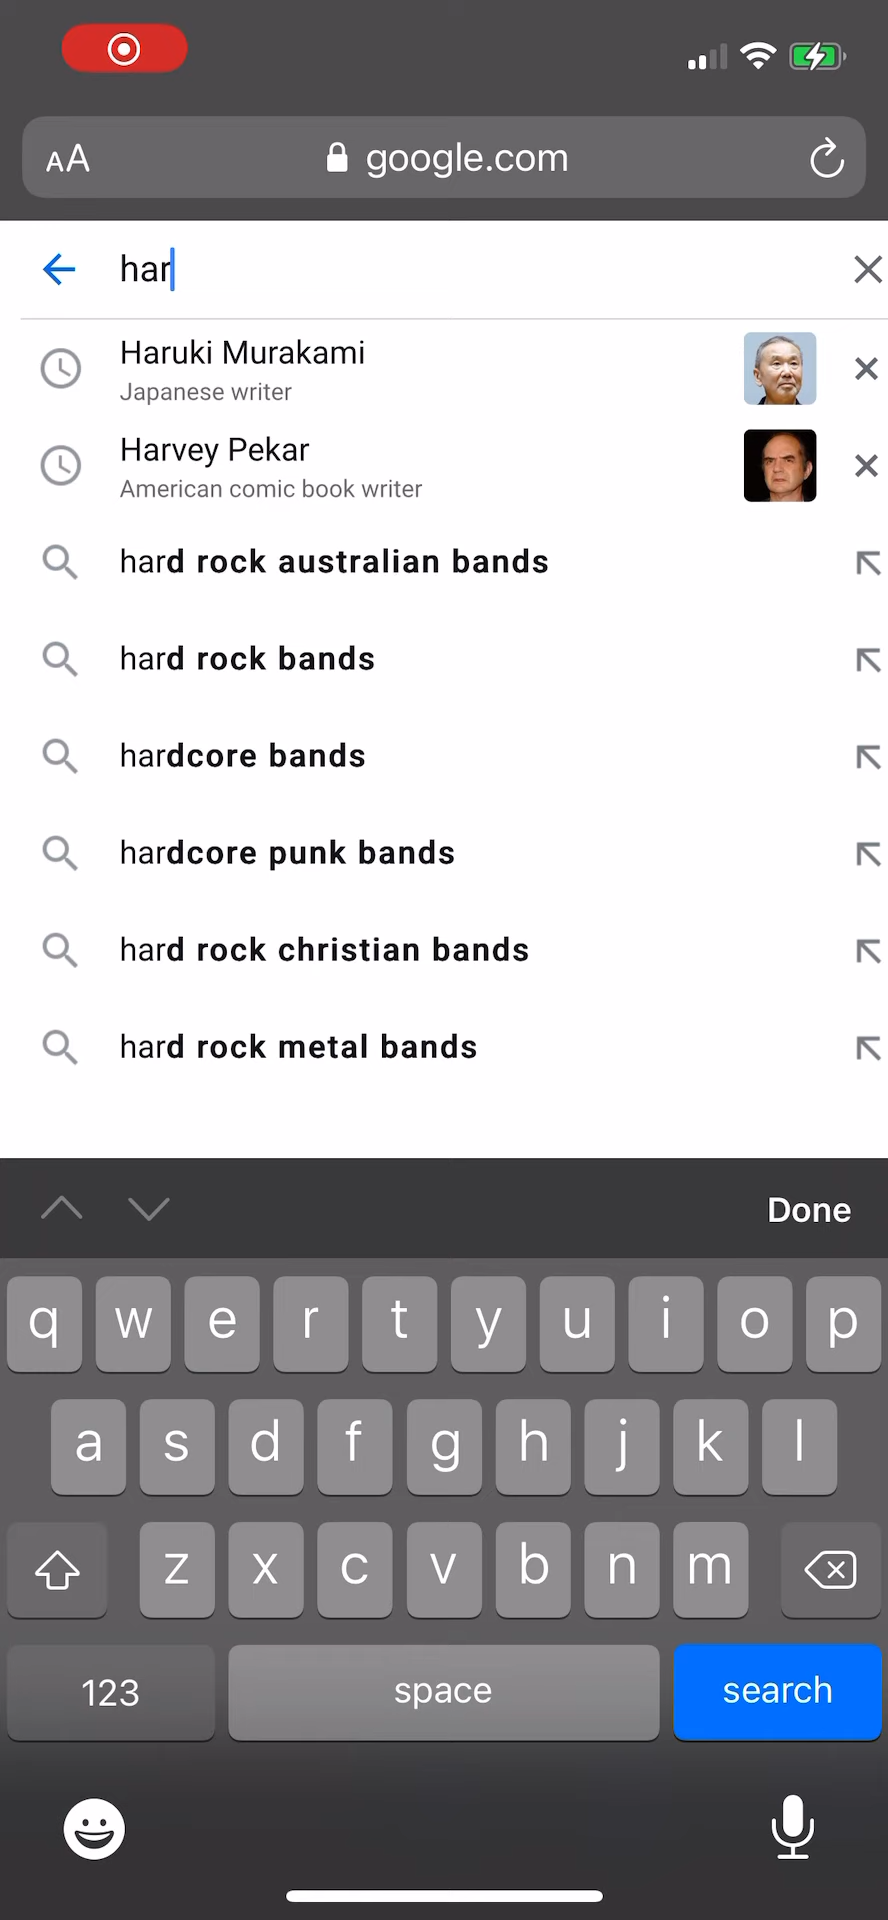 AA google.com
har
Haruki Murakami
Japanese writer
Harvey Pekar
American comic book writer
hard rock australian bands
hard rock bands
hardcore bands
hardcore punk bands
hard rock christian bands
hard rock metal bands
Done
q w e r t y u i o p
a s d f g h j k l
z x c v b n m
123 space search